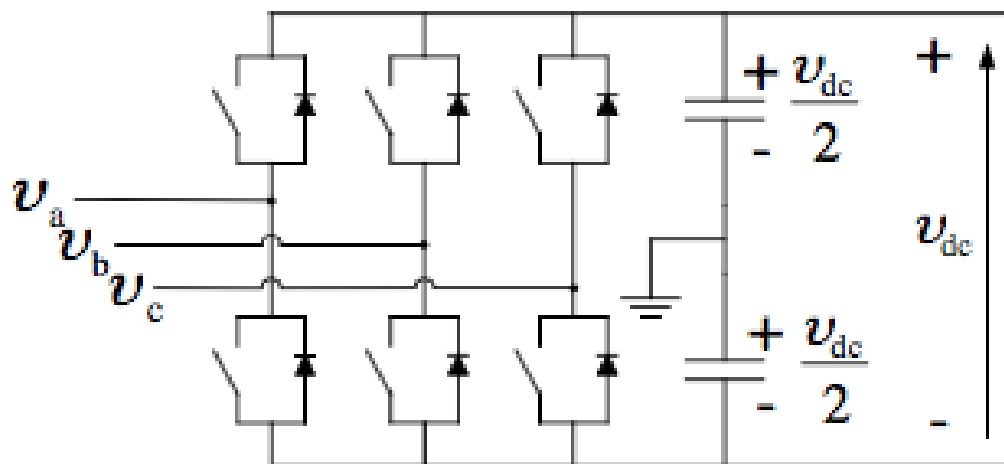 + v_dc/2 -
+
v_a
v_b
v_c
v_dc
+ v_dc/2 -
-